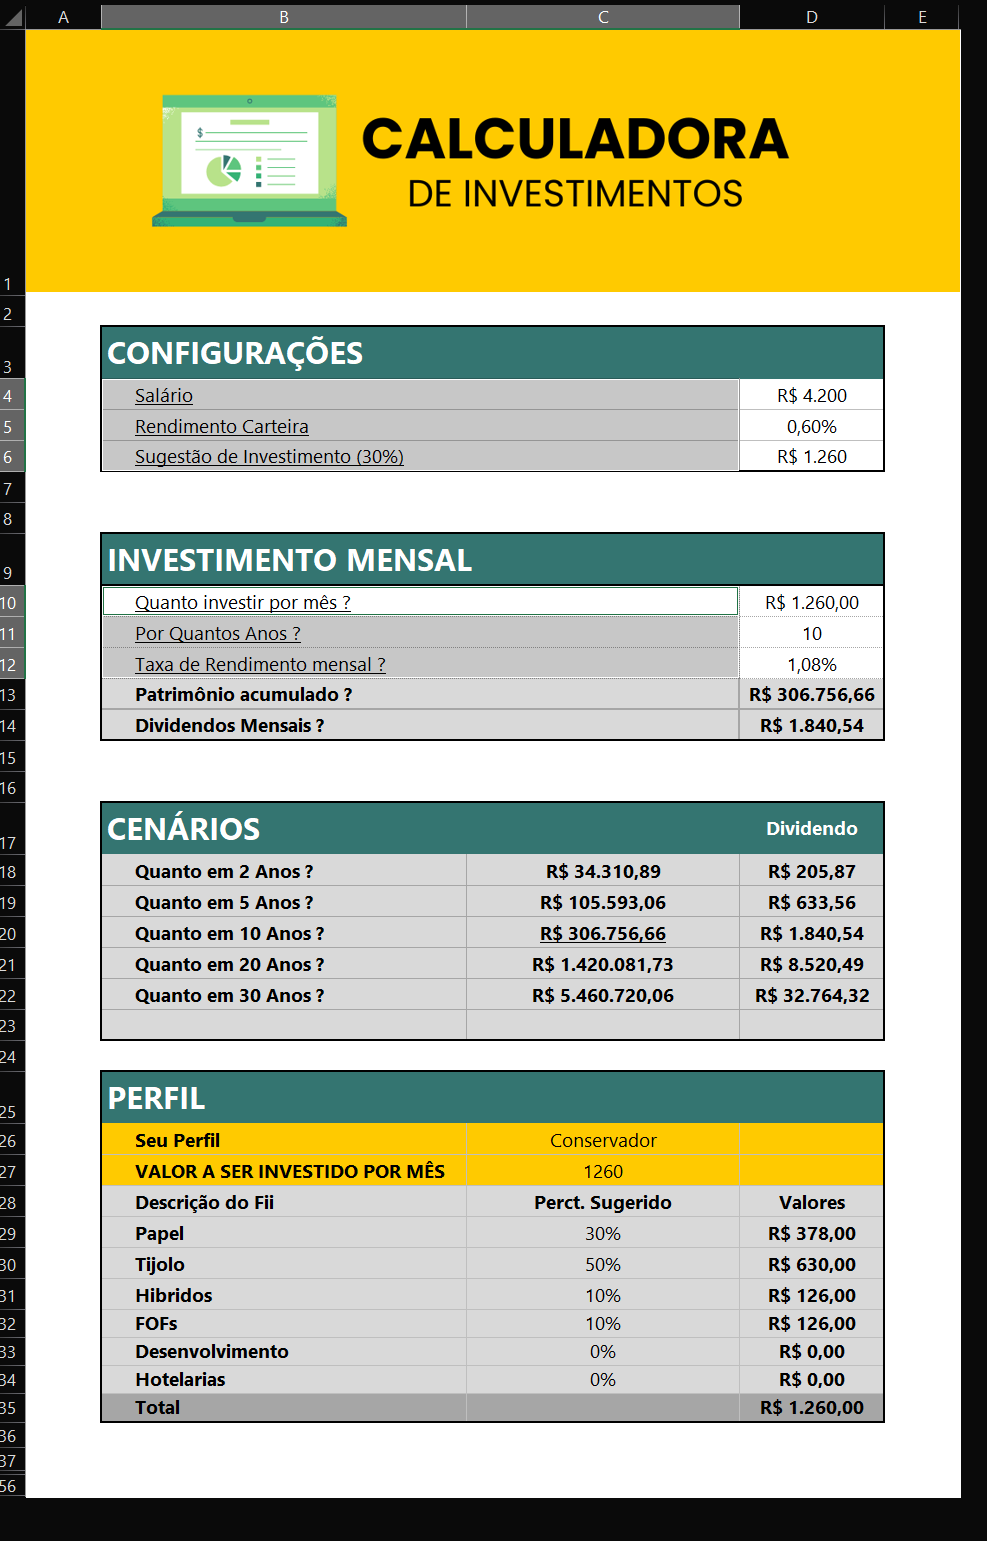 A B C D E
$
CALCULADORA
DE INVESTIMENTOS
1
2
3 CONFIGURAÇÕES
4 Salário R$ 4.200
5 Rendimento Carteira 0,60%
6 Sugestão de Investimento (30%) R$ 1.260
7
8
9 INVESTIMENTO MENSAL
10 Quanto investir por mês ? R$ 1.260,00
11 Por Quantos Anos ? 10
12 Taxa de Rendimento mensal ? 1,08%
13 Patrimônio acumulado ? R$ 306.756,66
14 Dividendos Mensais ? R$ 1.840,54
15
16
17 CENÁRIOS Dividendo
18 Quanto em 2 Anos ? R$ 34.310,89 R$ 205,87
19 Quanto em 5 Anos ? R$ 105.593,06 R$ 633,56
20 Quanto em 10 Anos ? R$ 306.756,66 R$ 1.840,54
21 Quanto em 20 Anos ? R$ 1.420.081,73 R$ 8.520,49
22 Quanto em 30 Anos ? R$ 5.460.720,06 R$ 32.764,32
23
24
25 PERFIL
26 Seu Perfil Conservador
27 VALOR A SER INVESTIDO POR MÊS 1260
28 Descrição do Fii Perct. Sugerido Valores
29 Papel 30% R$ 378,00
30 Tijolo 50% R$ 630,00
31 Hibridos 10% R$ 126,00
32 FOFs 10% R$ 126,00
33 Desenvolvimento 0% R$ 0,00
34 Hotelarias 0% R$ 0,00
35 Total R$ 1.260,00
36
37
56